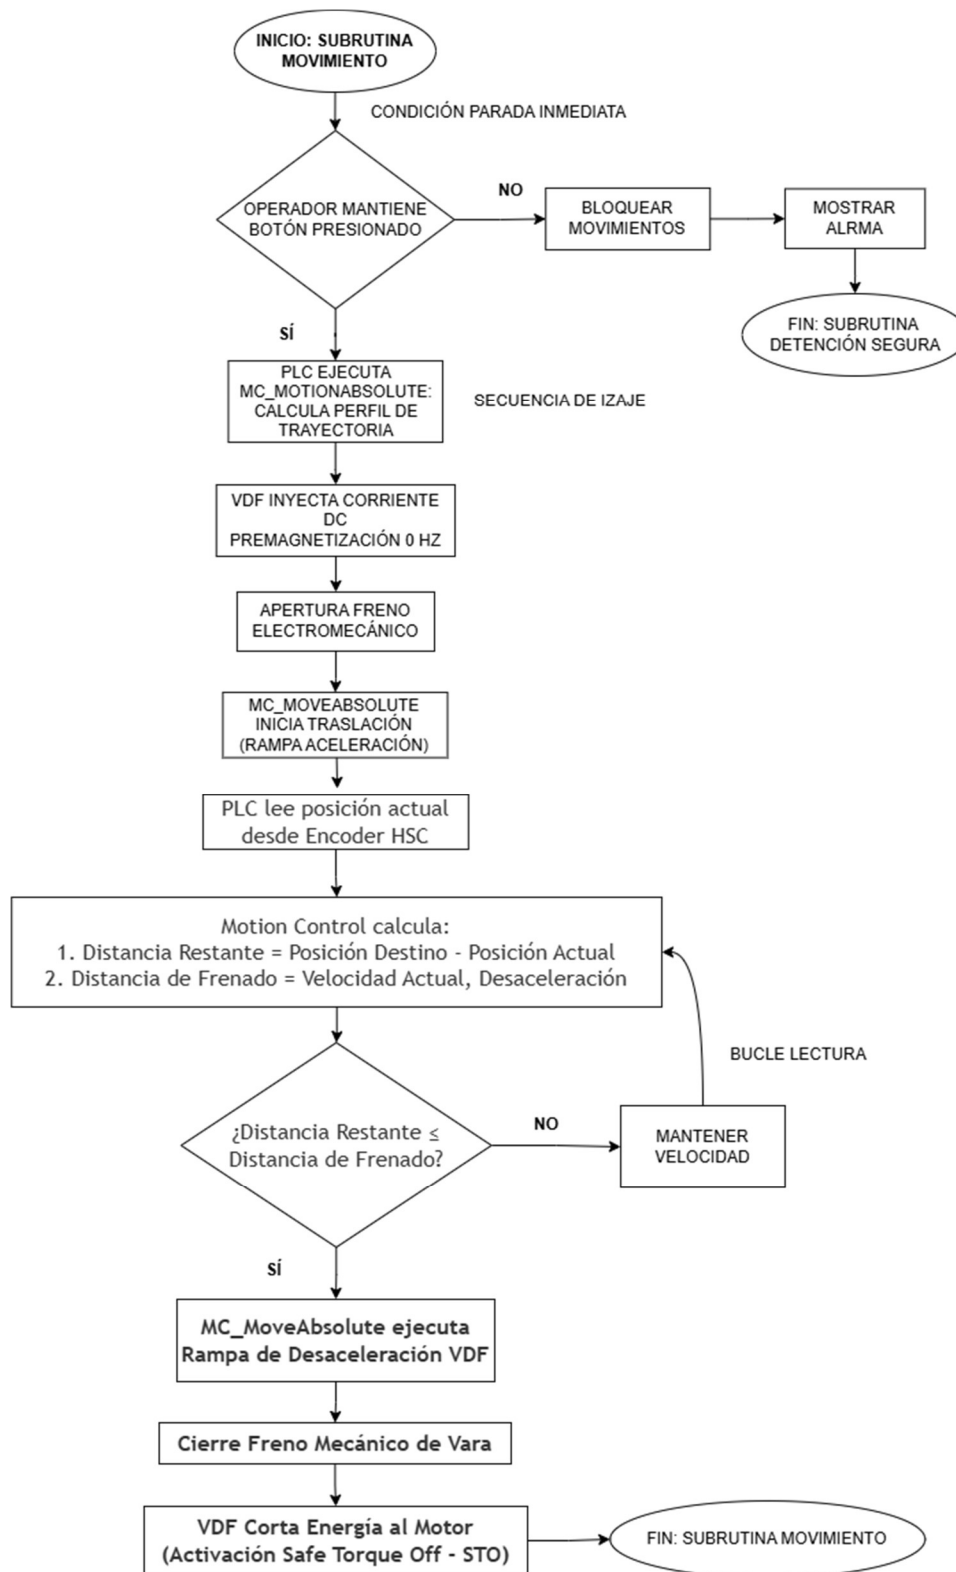 INICIO: SUBRUTINA
MOVIMIENTO
CONDICIÓN PARADA INMEDIATA
OPERADOR MANTIENE
BOTÓN PRESIONADO
NO
BLOQUEAR
MOVIMIENTOS
MOSTRAR
ALRMA
FIN: SUBRUTINA
DETENCIÓN SEGURA
SÍ
PLC EJECUTA
MC_MOTIONABSOLUTE:
CALCULA PERFIL DE
TRAYECTORIA
SECUENCIA DE IZAJE
VDF INYECTA CORRIENTE
DC
PREMAGNETIZACIÓN 0 HZ
APERTURA FRENO
ELECTROMECÁNICO
MC_MOVEABSOLUTE
INICIA TRASLACIÓN
(RAMPA ACELERACIÓN)
PLC lee posición actual
desde Encoder HSC
Motion Control calcula:
1. Distancia Restante = Posición Destino - Posición Actual
2. Distancia de Frenado = Velocidad Actual, Desaceleración
BUCLE LECTURA
¿Distancia Restante ≤
Distancia de Frenado?
NO
MANTENER
VELOCIDAD
SÍ
MC_MoveAbsolute ejecuta
Rampa de Desaceleración VDF
Cierre Freno Mecánico de Vara
VDF Corta Energía al Motor
(Activación Safe Torque Off - STO)
FIN: SUBRUTINA MOVIMIENTO